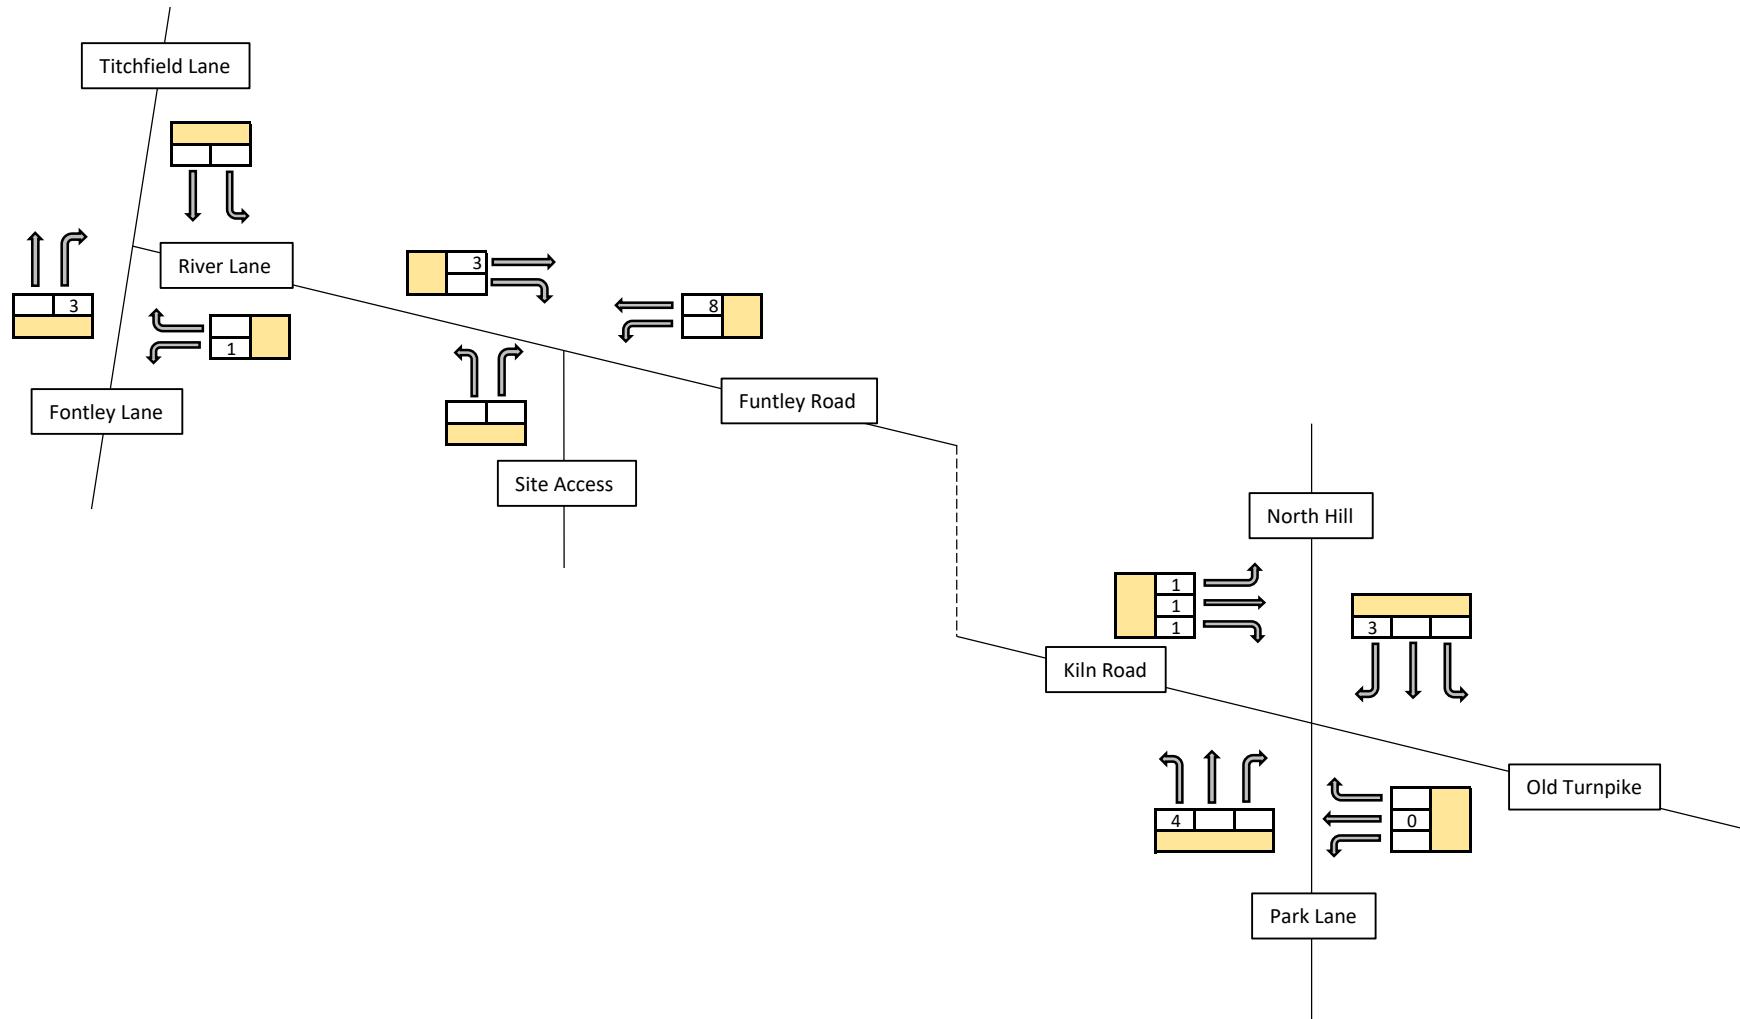 Titchfield Lane
River Lane
3
3
8
1
Fontley Lane
Funtley Road
Site Access
North Hill
1
1
1
3
Kiln Road
Old Turnpike
4
0
Park Lane